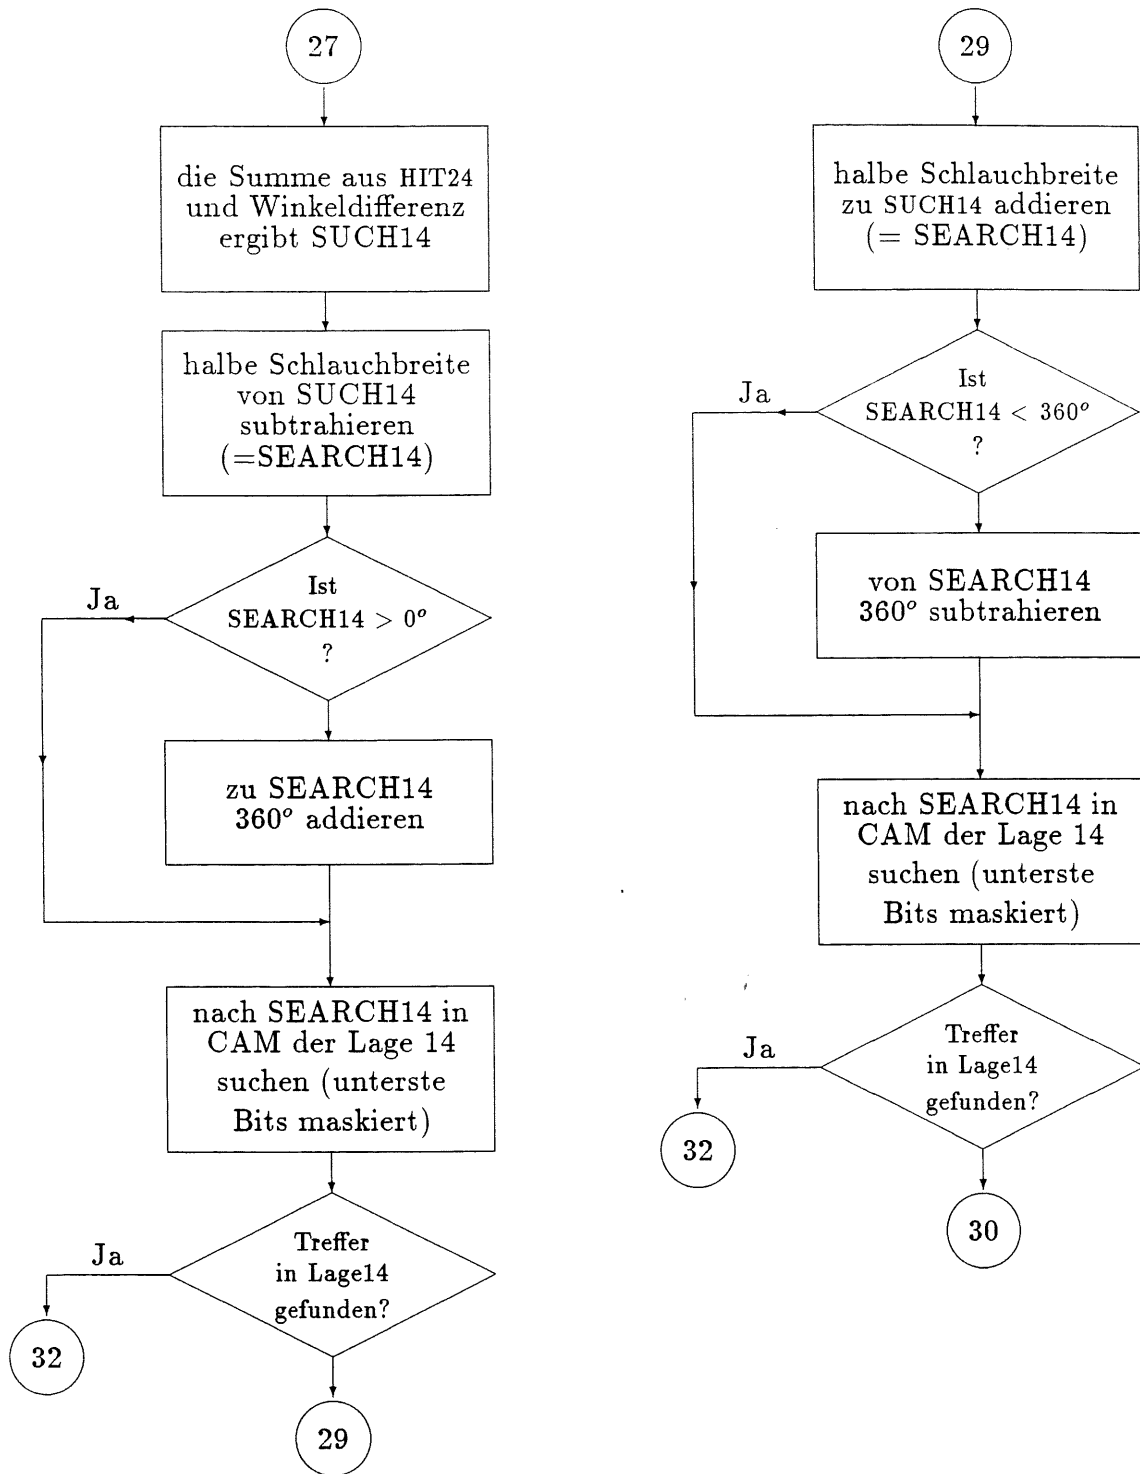 27
die Summe aus HIT24
und Winkeldifferenz
ergibt SUCH14
halbe Schlauchbreite
von SUCH14
subtrahieren
(=SEARCH14)
Ja
Ist
SEARCH14 > 0°
?
zu SEARCH14
360° addieren
nach SEARCH14 in
CAM der Lage 14
suchen (unterste
Bits maskiert)
Ja
Treffer
in Lage14
gefunden?
32
29
29
halbe Schlauchbreite
zu SUCH14 addieren
(= SEARCH14)
Ja
Ist
SEARCH14 < 360°
?
von SEARCH14
360° subtrahieren
nach SEARCH14 in
CAM der Lage 14
suchen (unterste
Bits maskiert)
Ja
Treffer
in Lage14
gefunden?
32
30